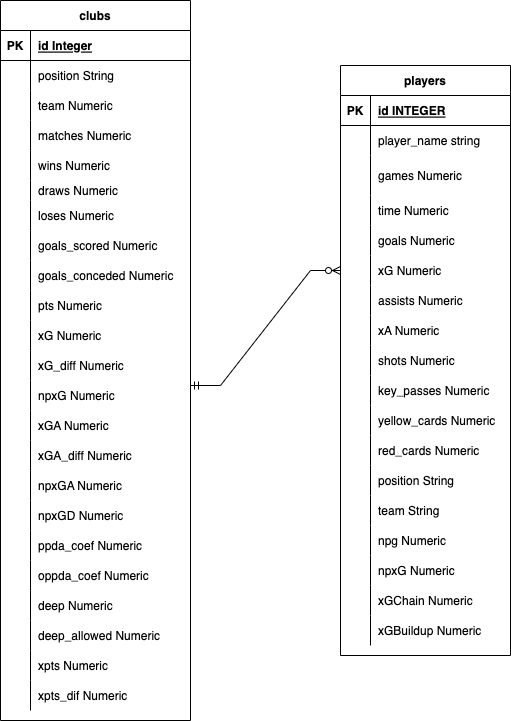 clubs
PK id Integer
position String
team Numeric
matches Numeric
wins Numeric
draws Numeric
loses Numeric
goals_scored Numeric
goals_conceded Numeric
pts Numeric
xG Numeric
xG_diff Numeric
npxG Numeric
xGA Numeric
xGA_diff Numeric
npxGA Numeric
npxGD Numeric
ppda_coef Numeric
oppda_coef Numeric
deep Numeric
deep_allowed Numeric
xpts Numeric
xpts_dif Numeric
players
PK id INTEGER
player_name string
games Numeric
time Numeric
goals Numeric
xG Numeric
assists Numeric
xA Numeric
shots Numeric
key_passes Numeric
yellow_cards Numeric
red_cards Numeric
position String
team String
npg Numeric
npxG Numeric
xGChain Numeric
xGBuildup Numeric